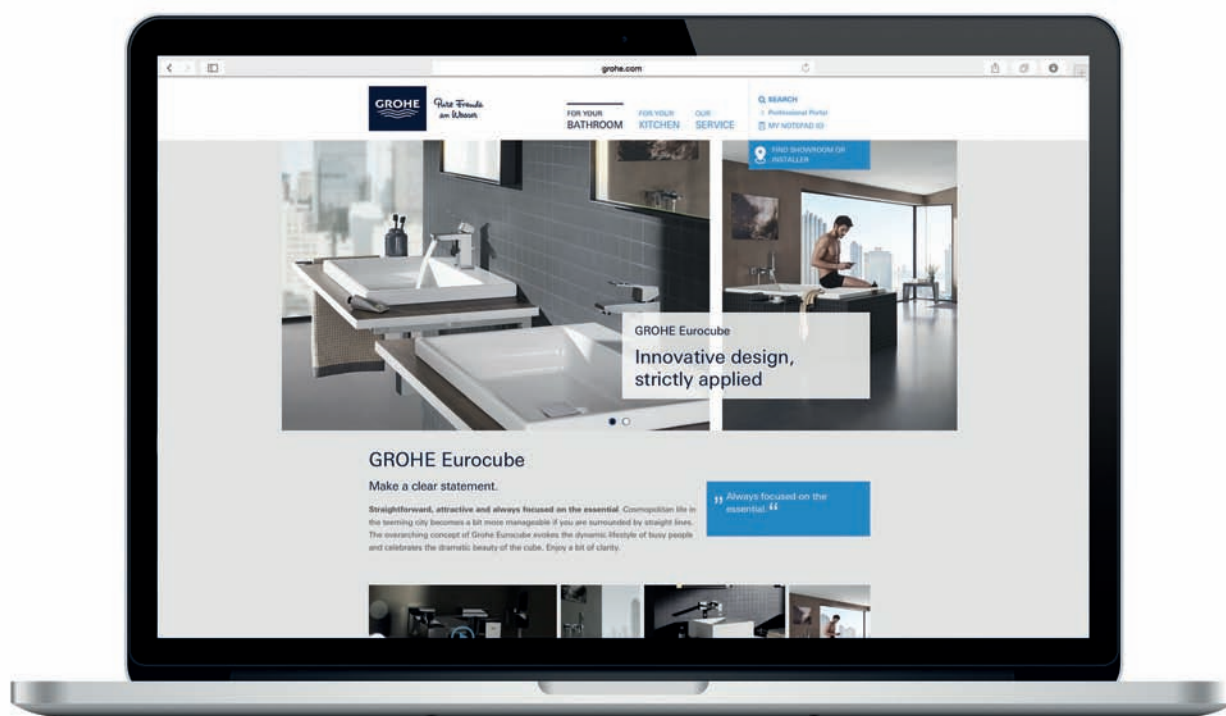 grohe.com
GROHE
Pure Freude
an Wasser
FOR YOUR
BATHROOM
FOR YOUR
KITCHEN
OUR
SERVICE
SEARCH
Professional Portal
MY NOTEPAD (0)
FIND SHOWROOM OR
INSTALLER
GROHE Eurocube
Innovative design,
strictly applied
GROHE Eurocube
Make a clear statement.
Straightforward, attractive and always focused on the essential. Cosmopolitan life in
the teeming city becomes a bit more manageable if you are surrounded by straight lines.
The overarching concept of Grohe Eurocube evokes the dynamic lifestyle of busy people
and celebrates the dramatic beauty of the cube. Enjoy a bit of clarity.
„ Always focused on the
essential. “